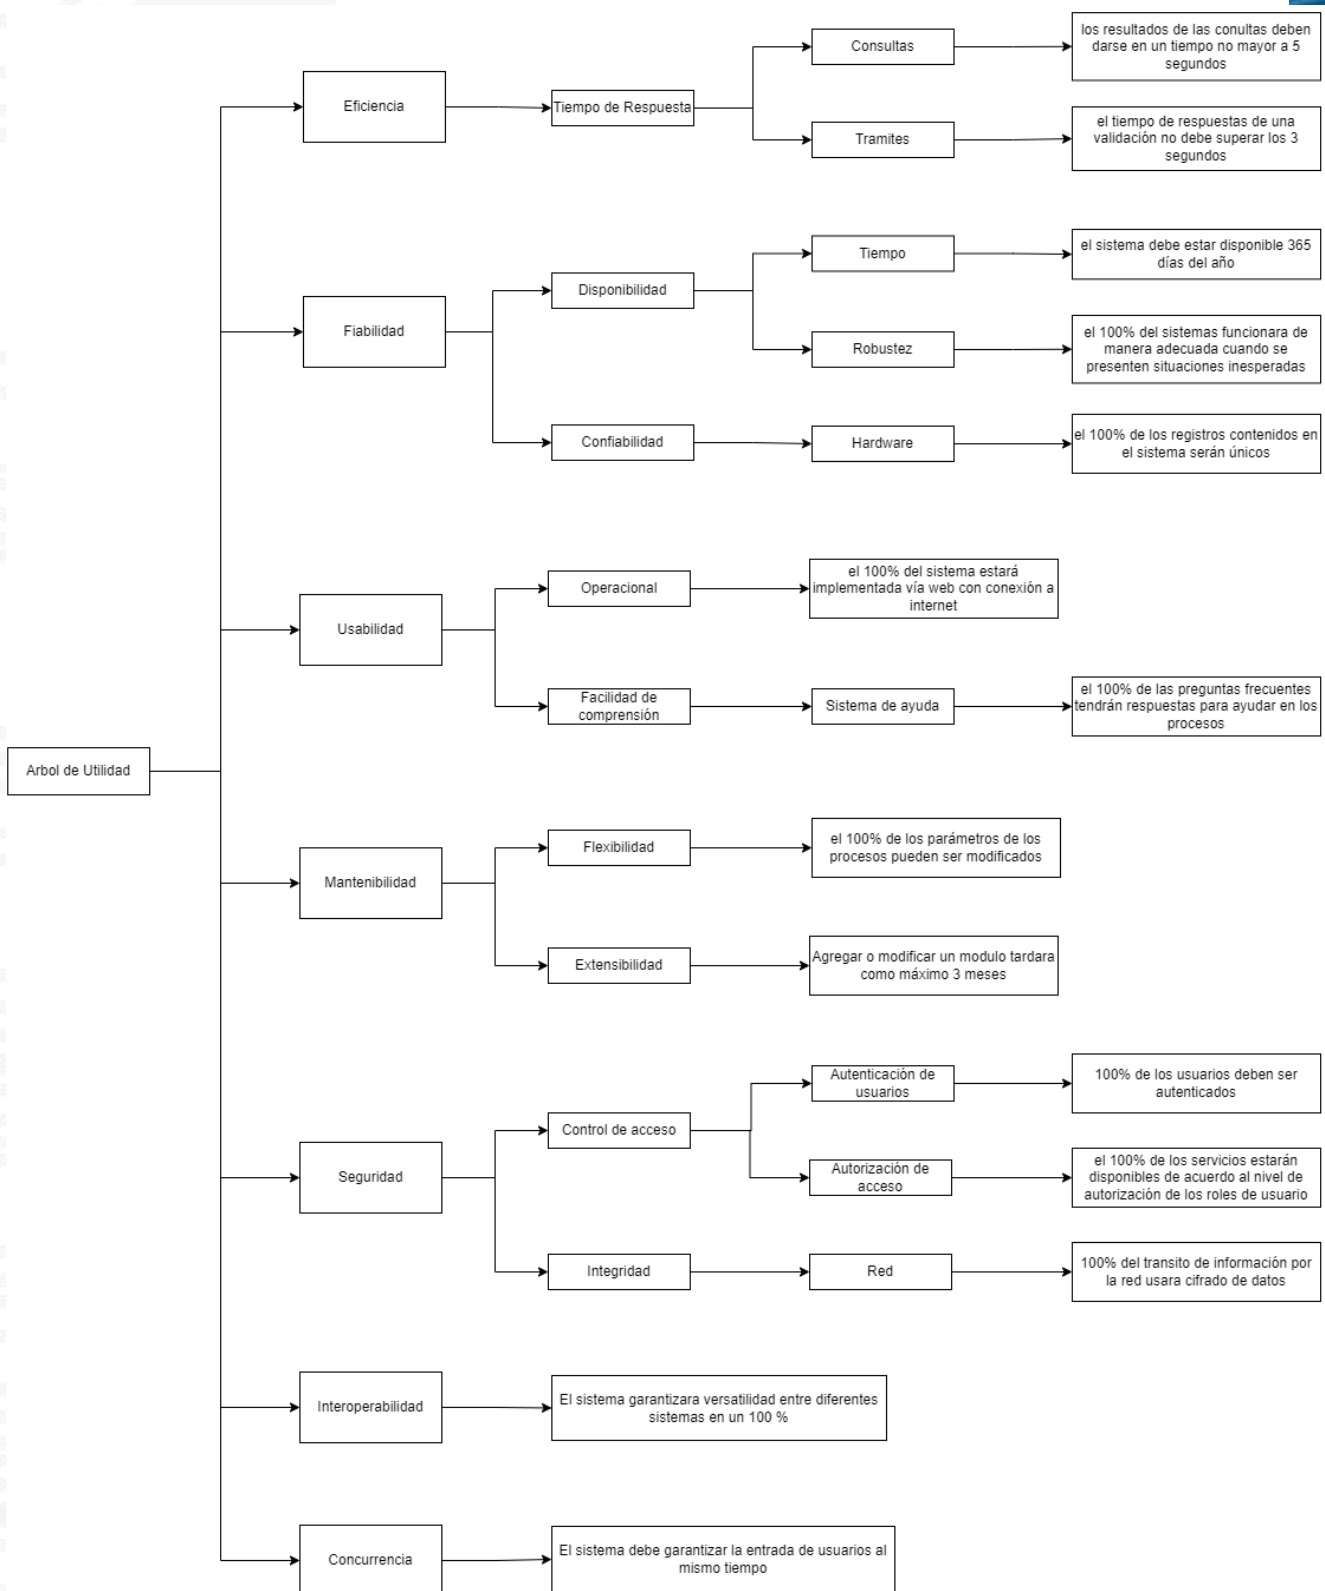 Consultas
los resultados de las conultas deben
darse en un tiempo no mayor a 5
segundos
Eficiencia
Tiempo de Respuesta
Tramites
el tiempo de respuestas de una
validación no debe superar los 3
segundos
Tiempo
el sistema debe estar disponible 365
días del año
Disponibilidad
Fiabilidad
Robustez
el 100% del sistemas funcionara de
manera adecuada cuando se
presenten situaciones inesperadas
Confiabilidad
Hardware
el 100% de los registros contenidos en
el sistema serán únicos
Operacional
el 100% del sistema estará
implementada vía web con conexión a
internet
Usabilidad
Facilidad de
comprensión
Sistema de ayuda
el 100% de las preguntas frecuentes
tendrán respuestas para ayudar en los
procesos
Arbol de Utilidad
Flexibilidad
el 100% de los parámetros de los
procesos pueden ser modificados
Mantenibilidad
Extensibilidad
Agregar o modificar un modulo tardara
como máximo 3 meses
Autenticación de
usuarios
100% de los usuarios deben ser
autenticados
Control de acceso
Seguridad
Autorización de
acceso
el 100% de los servicios estarán
disponibles de acuerdo al nivel de
autorización de los roles de usuario
Integridad
Red
100% del transito de información por
la red usara cifrado de datos
Interoperabilidad
El sistema garantizara versatilidad entre diferentes
sistemas en un 100 %
Concurrencia
El sistema debe garantizar la entrada de usuarios al
mismo tiempo